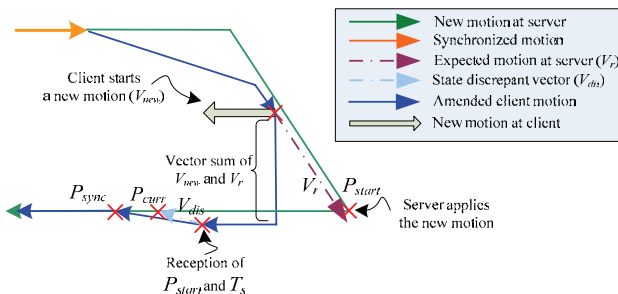 New motion at server
Synchronized motion
Expected motion at server (Vr)
State discrepant vector (Vdis)
Amended client motion
New motion at client
Client starts
a new motion (Vnew)
Vector sum of
Vnew and Vr
Vr
Pstart
Psync
Pcurr
Vdis
Server applies
the new motion
Reception of
Pstart and Ts